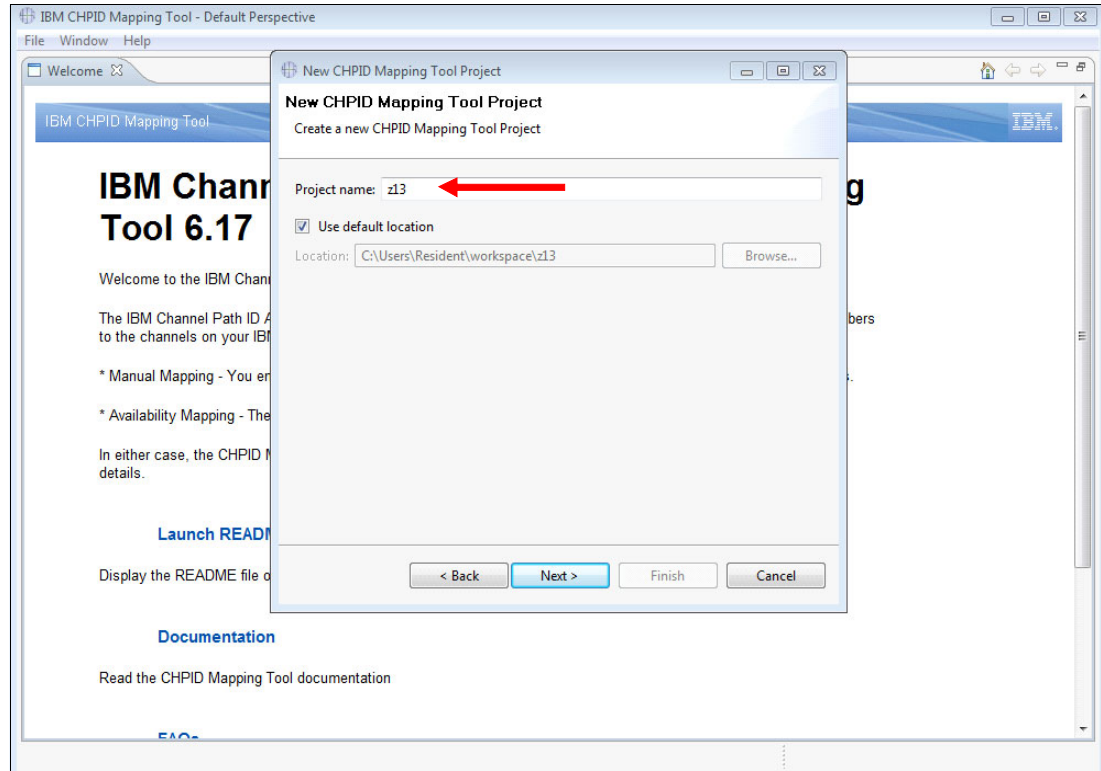 IBM CHPID Mapping Tool - Default Perspective
File Window Help
Welcome
IBM CHPID Mapping Tool
IBM.
IBM Chann
g
Tool 6.17
Welcome to the IBM Chann
The IBM Channel Path ID A
bers
to the channels on your IBM
* Manual Mapping - You en
s.
* Availability Mapping - The
In either case, the CHPID M
details.
Launch READM
Display the README file o
Documentation
Read the CHPID Mapping Tool documentation
FAQs
New CHPID Mapping Tool Project
New CHPID Mapping Tool Project
Create a new CHPID Mapping Tool Project
Project name: z13
Use default location
Location: C:\Users\Resident\workspace\z13
Browse...
< Back Next > Finish Cancel